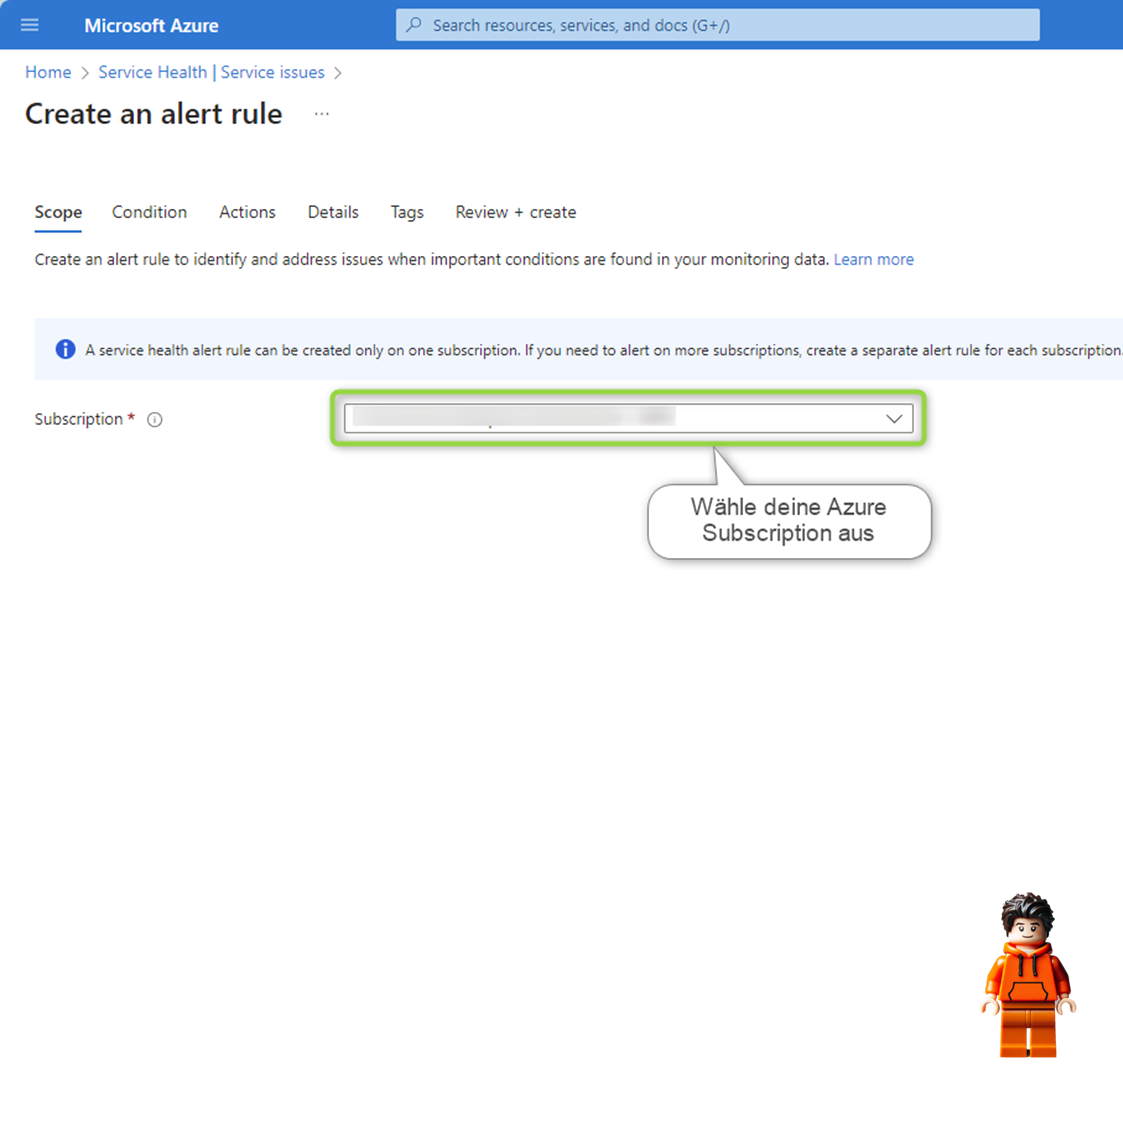 Microsoft Azure
Search resources, services, and docs (G+/)
Home > Service Health | Service issues >
Create an alert rule ...
Scope Condition Actions Details Tags Review + create
Create an alert rule to identify and address issues when important conditions are found in your monitoring data. Learn more
A service health alert rule can be created only on one subscription. If you need to alert on more subscriptions, create a separate alert rule for each subscription.
Subscription *
Wähle deine Azure
Subscription aus